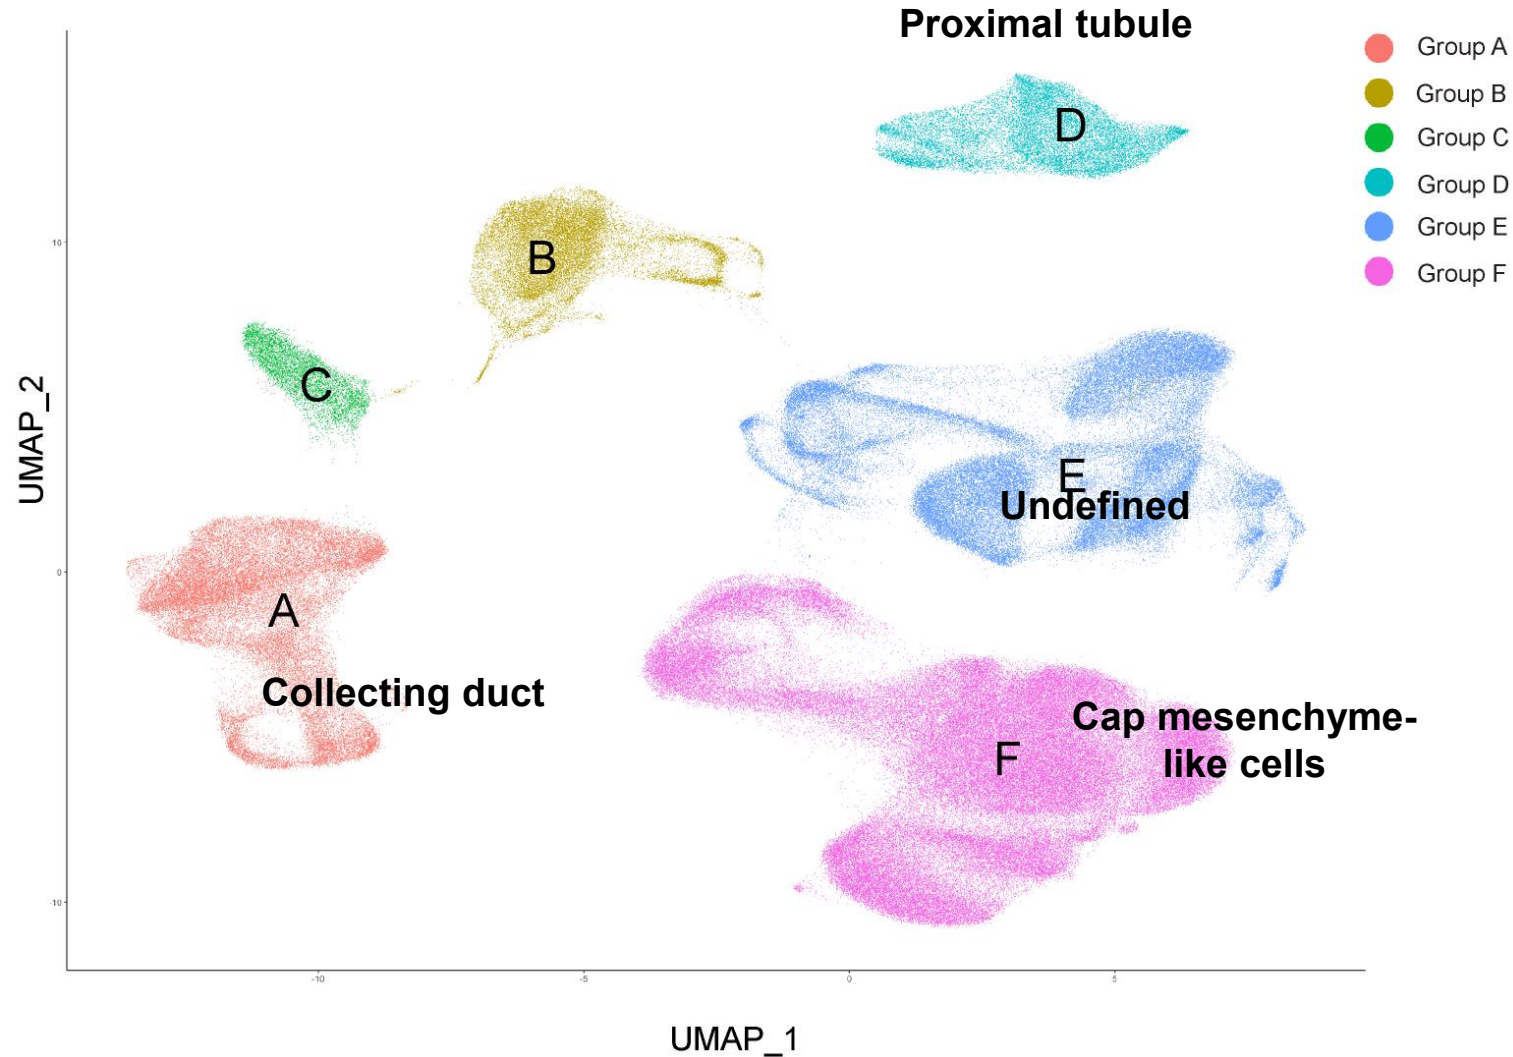 Proximal tubule
Group A
Group B
Group C
Group D
Group E
Group F
D
B
C
E
Undefined
A
Collecting duct
Cap mesenchyme-
like cells
F
UMAP_2
10
0
-10
-10
-5
0
5
UMAP_1